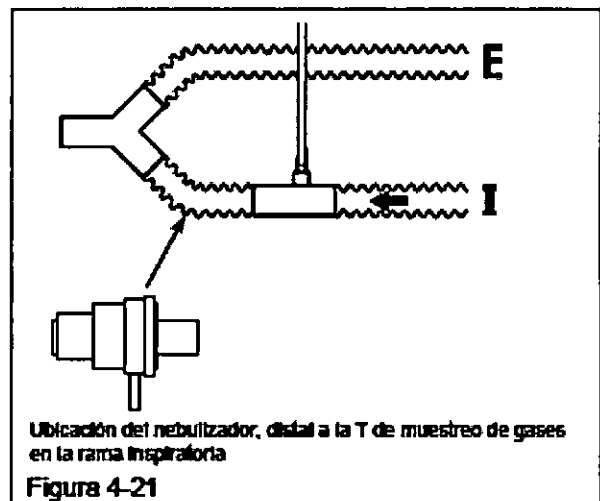 E
I
Ubicación del nebulizador, distal a la T de muestreo de gases
en la rama inspiratoria
Figura 4-21